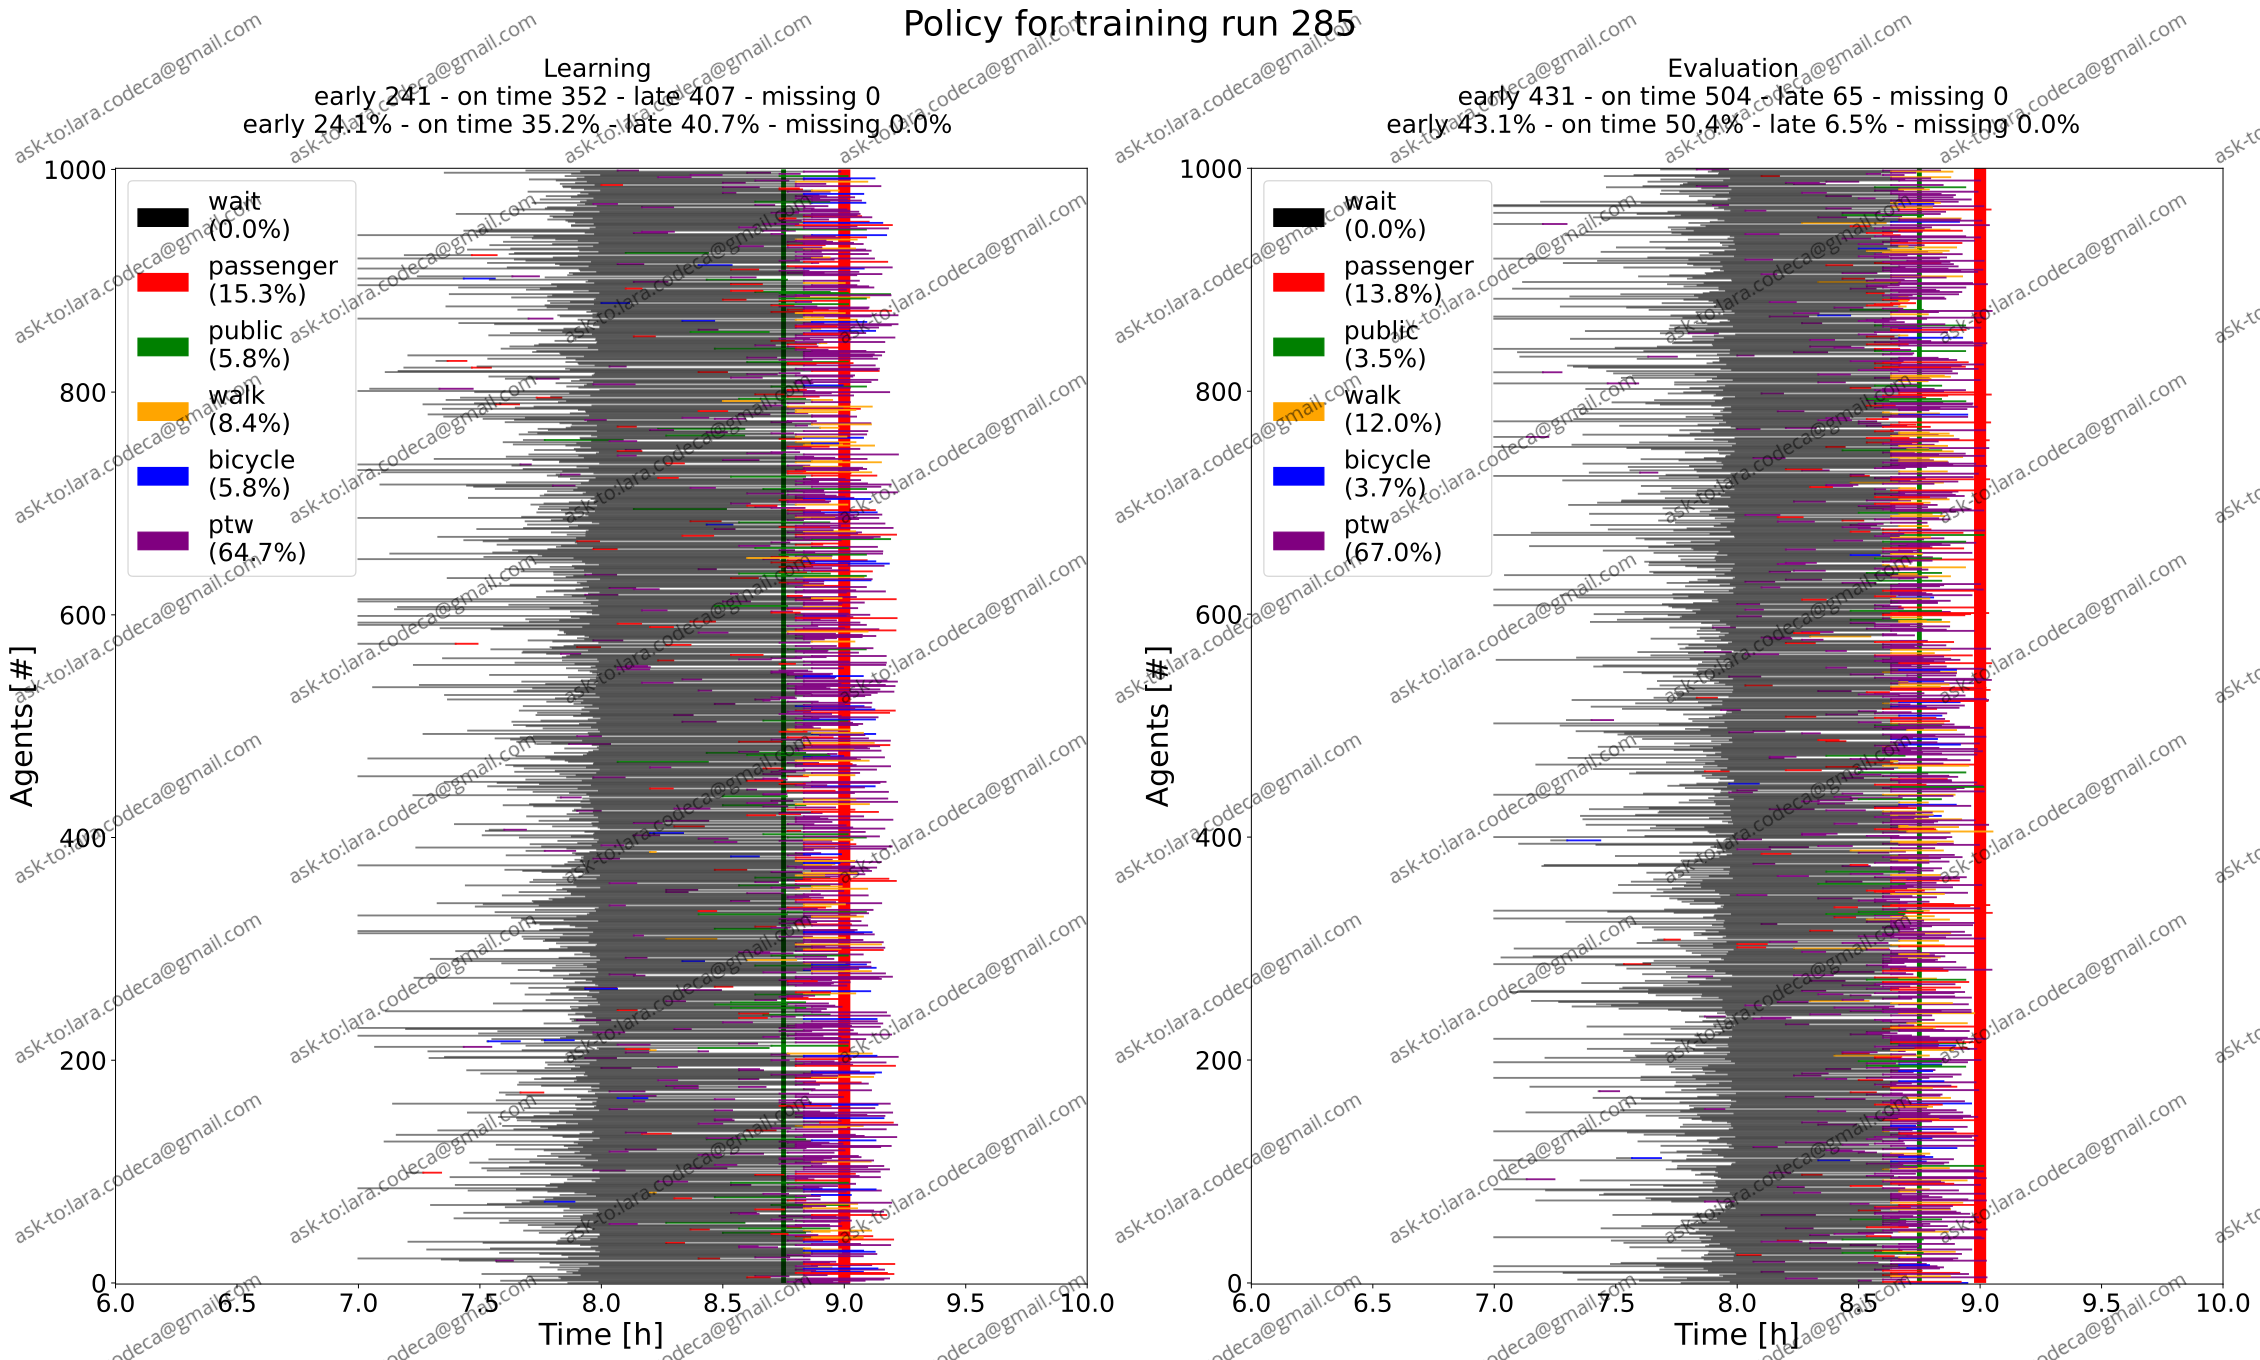 Policy for training run 285
Learning
early 241 - on time 352 - late 407 - missing 0
early 24.1% - on time 35.2% - late 40.7% - missing 0.0%
1000
800
600
400
200
0
Agents [#]
wait
(0.0%)
passenger
(15.3%)
public
(5.8%)
walk
(8.4%)
bicycle
(5.8%)
ptw
(64.7%)
6.0 6.5 7.0 7.5 8.0 8.5 9.0 9.5 10.0
Time [h]
Evaluation
early 431 - on time 504 - late 65 - missing 0
early 43.1% - on time 50.4% - late 6.5% - missing 0.0%
1000
800
600
400
200
0
Agents [#]
wait
(0.0%)
passenger
(13.8%)
public
(3.5%)
walk
(12.0%)
bicycle
(3.7%)
ptw
(67.0%)
6.0 6.5 7.0 7.5 8.0 8.5 9.0 9.5 10.0
Time [h]
ask-to:lara.codeca@gmail.com